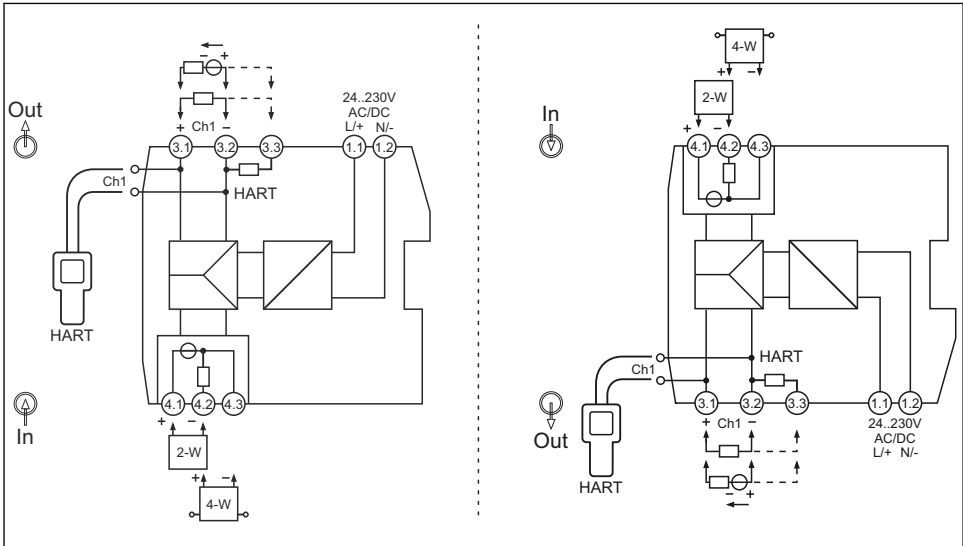 − +
24..230V
AC/DC
Out
+ Ch1 − L/+ N/-
3.1 3.2 3.3 1.1 1.2
Ch1
HART
HART
4.1 4.2 4.3
In
+ −
2-W
+ −
4-W
4-W
+ −
2-W
In
+ −
4.1 4.2 4.3
HART
Ch1
3.1 3.2 3.3 1.1 1.2
+ Ch1 − 24..230V
Out
AC/DC
L/+ N/-
HART
− +